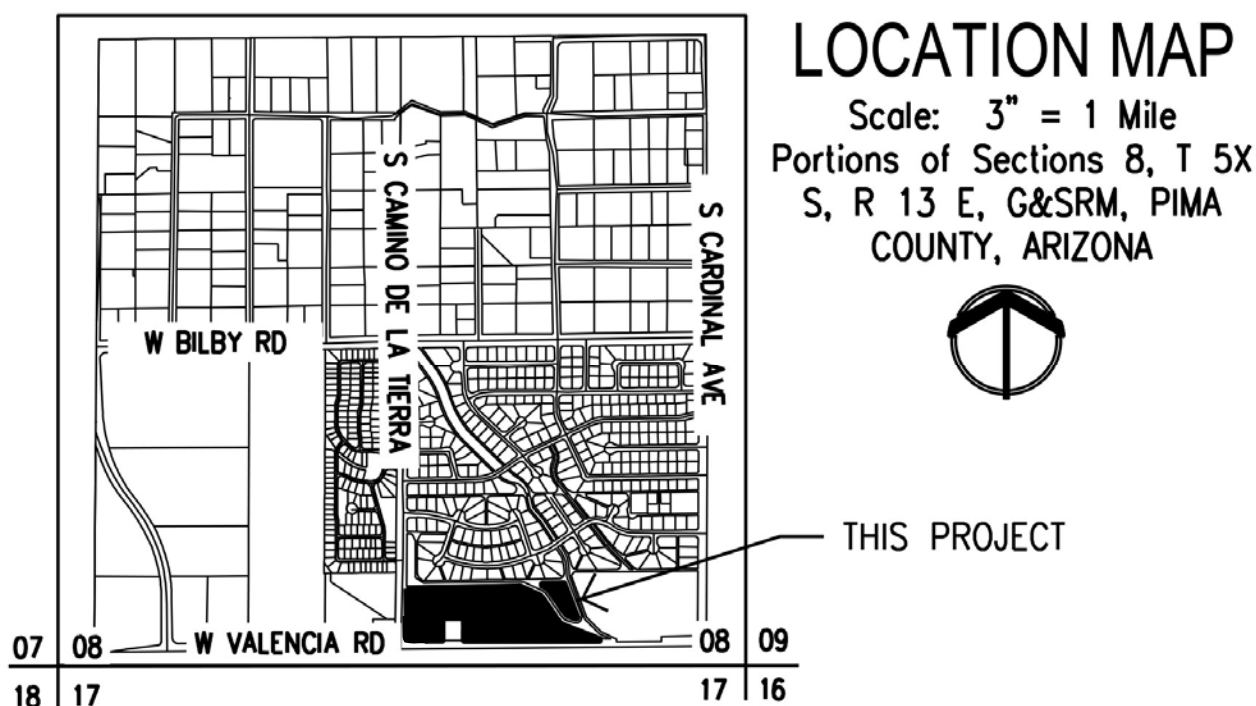 LOCATION MAP
Scale: 3" = 1 Mile
Portions of Sections 8, T 5X
S, R 13 E, G&SRM, PIMA
COUNTY, ARIZONA
S CAMINO DE LA TIERRA
S CARDINAL AVE
W BILBY RD
THIS PROJECT
W VALENCIA RD
07 08
08 09
18 17
17 16